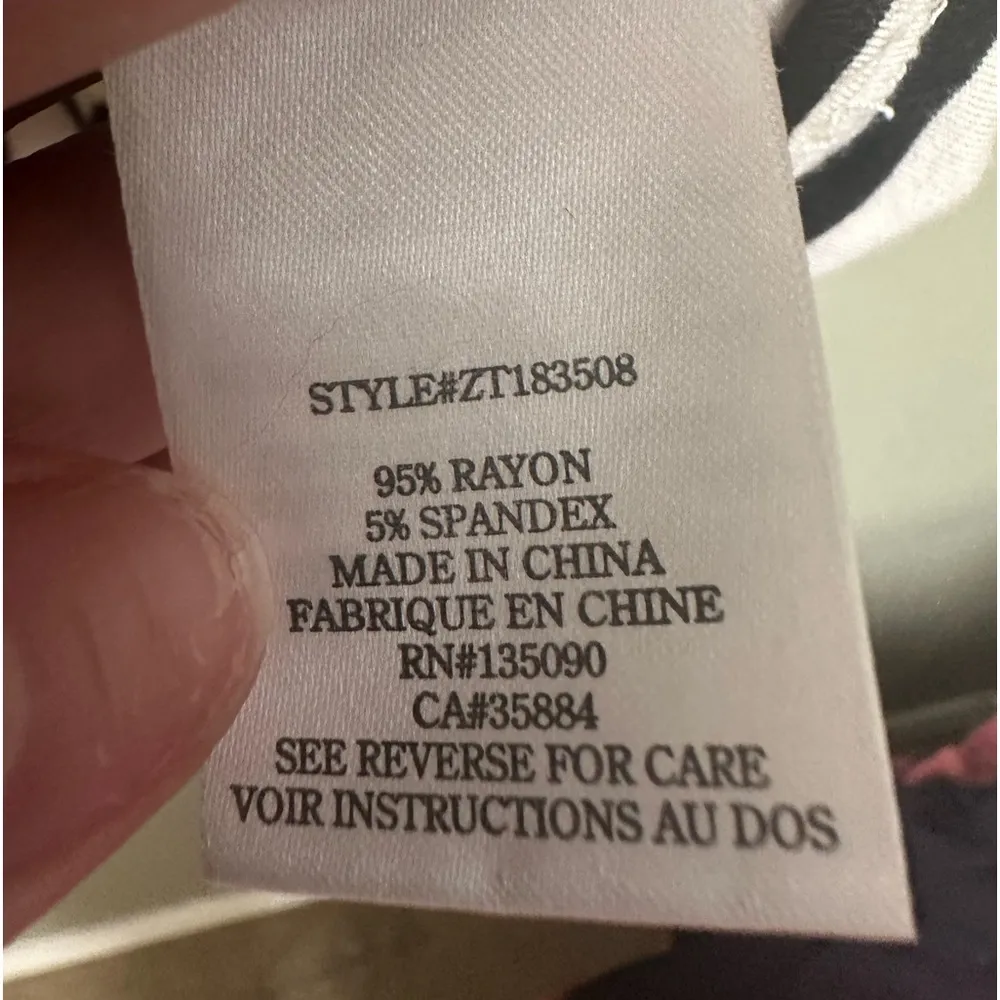 STYLE#ZT183508
95% RAYON
5% SPANDEX
MADE IN CHINA
FABRIQUE EN CHINE
RN#135090
CA#35884
SEE REVERSE FOR CARE
VOIR INSTRUCTIONS AU DOS